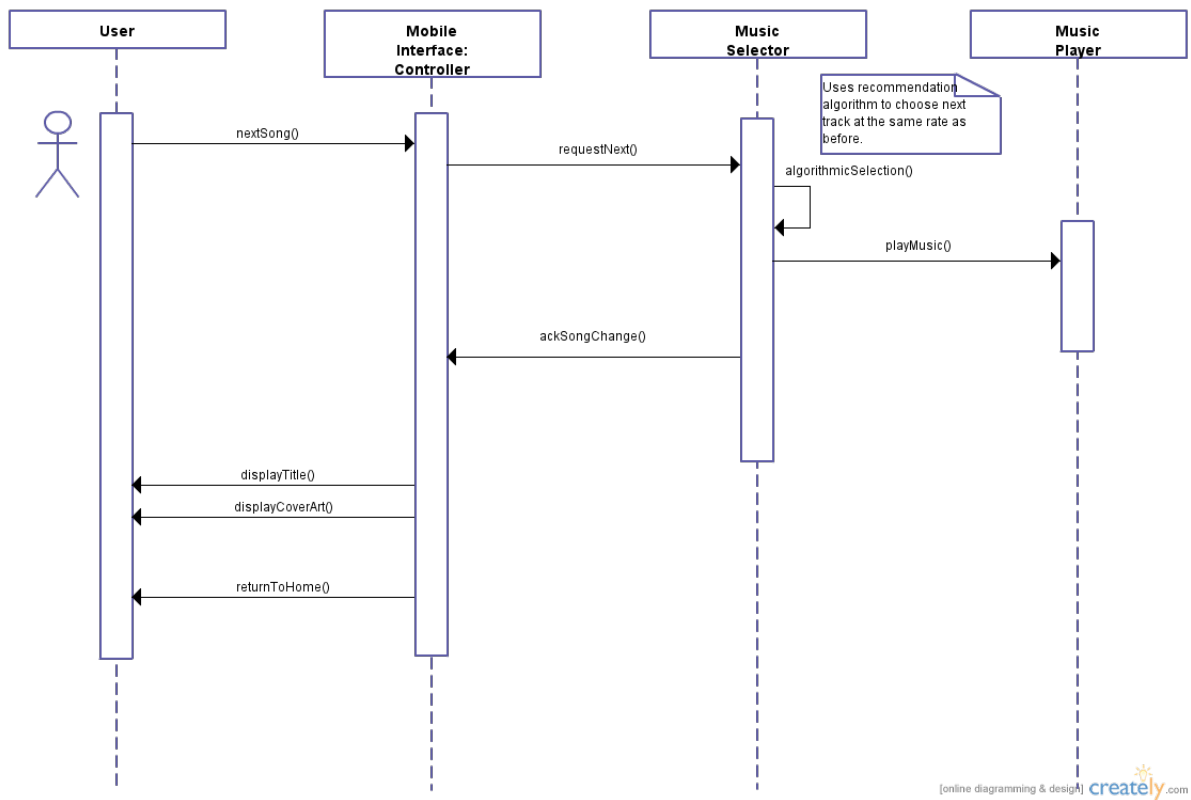 User
Mobile
Interface:
Controller
Music
Selector
Music
Player
Uses recommendation
algorithm to choose next
track at the same rate as
before.
nextSong()
requestNext()
algorithmicSelection()
playMusic()
ackSongChange()
displayTitle()
displayCoverArt()
returnToHome()
[online diagramming & design] creately.com